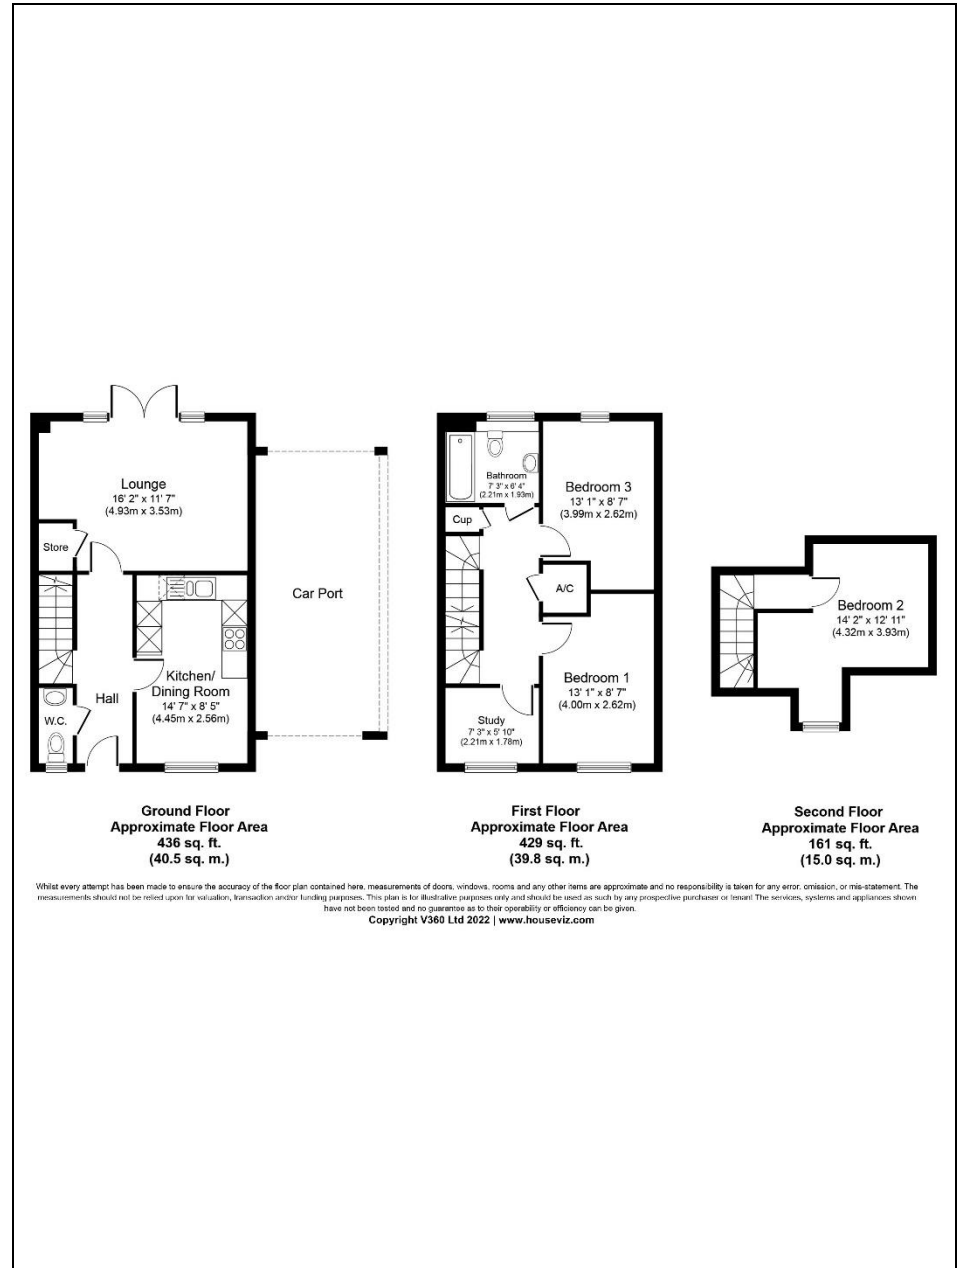 Lounge
16' 2" x 11' 7"
(4.93m x 3.53m)
Store
Kitchen/
Dining Room
14' 7" x 8' 5"
(4.45m x 2.56m)
Hall
W.C.
Car Port
Ground Floor
Approximate Floor Area
436 sq. ft.
(40.5 sq. m.)
Bathroom
7' 3" x 6' 4"
(2.21m x 1.93m)
Bedroom 3
13' 1" x 8' 7"
(3.99m x 2.62m)
Cup
A/C
Bedroom 1
13' 1" x 8' 7"
(4.00m x 2.62m)
Study
7' 3" x 5' 10"
(2.21m x 1.78m)
First Floor
Approximate Floor Area
429 sq. ft.
(39.8 sq. m.)
Bedroom 2
14' 2" x 12' 11"
(4.32m x 3.93m)
Second Floor
Approximate Floor Area
161 sq. ft.
(15.0 sq. m.)
Whilst every attempt has been made to ensure the accuracy of the floor plan contained here, measurements of doors, windows, rooms and any other items are approximate and no responsibility is taken for any error, omission, or mis-statement. The
measurements should not be relied upon for valuation, transaction and/or funding purposes. This plan is for illustrative purposes only and should be used as such by any prospective purchaser or tenant. The services, systems and appliances shown
have not been tested and no guarantee as to their operability or efficiency can be given.
Copyright V360 Ltd 2022 | www.houseviz.com